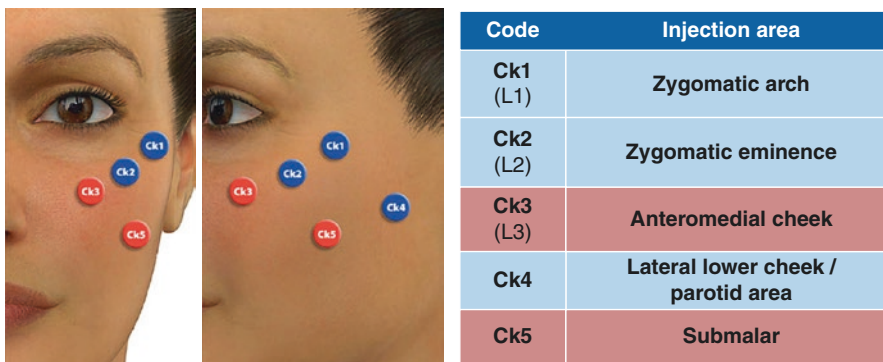 Ck1
Ck2
Ck3
Ck5
Ck1
Ck2
Ck3
Ck4
Ck5
Code Injection area
Ck1
(L1)
Zygomatic arch
Ck2
(L2)
Zygomatic eminence
Ck3
(L3)
Anteromedial cheek
Ck4
Lateral lower cheek /
parotid area
Ck5
Submalar